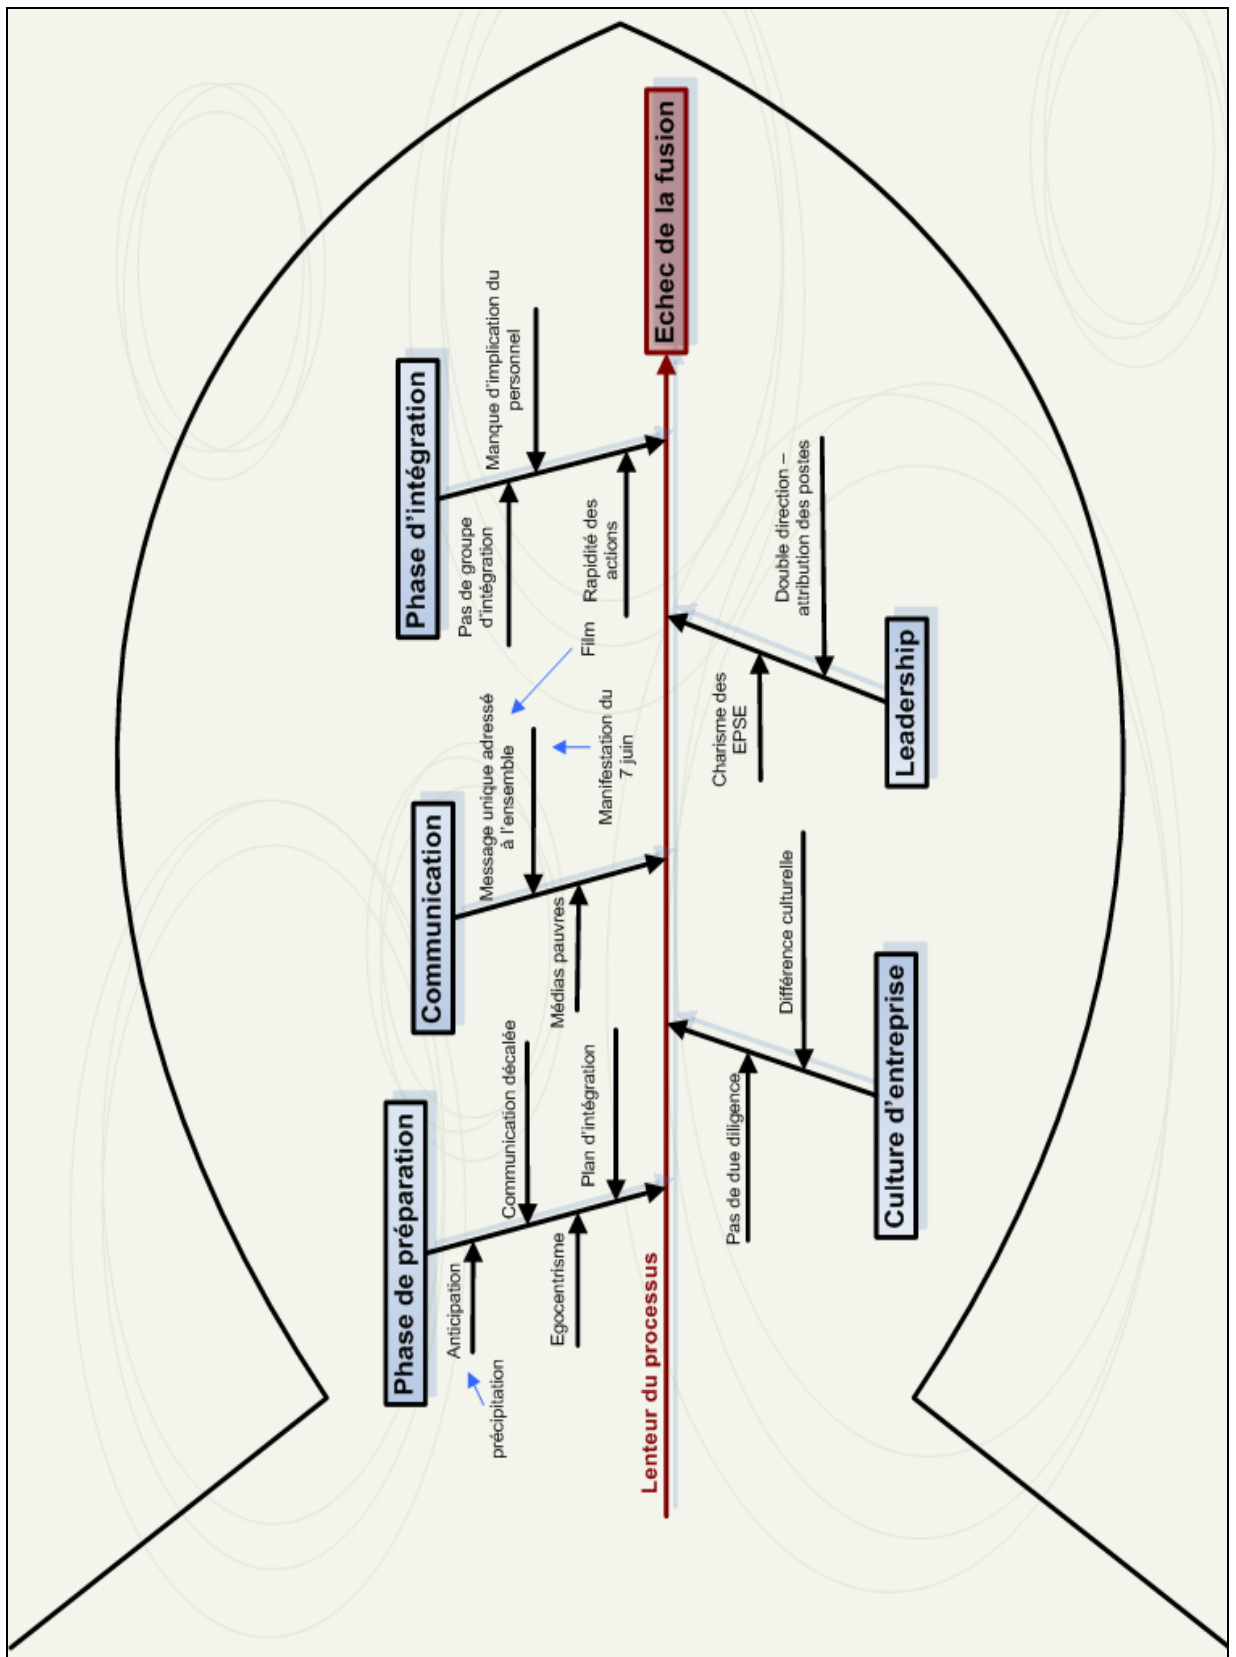 Phase de préparation
Anticipation
précipitation
Communication décalée
Egocentrisme
Plan d'intégration
Communication
Message unique adressé
à l'ensemble
Film
Manifestation du
7 juin
Médias pauvres
Phase d'intégration
Pas de groupe
d'intégration
Manque d'implication du
personnel
Rapidité des
actions
Lenteur du processus
Echec de la fusion
Pas de due diligence
Différence culturelle
Culture d'entreprise
Charisme des
EPSE
Double direction –
attribution des postes
Leadership